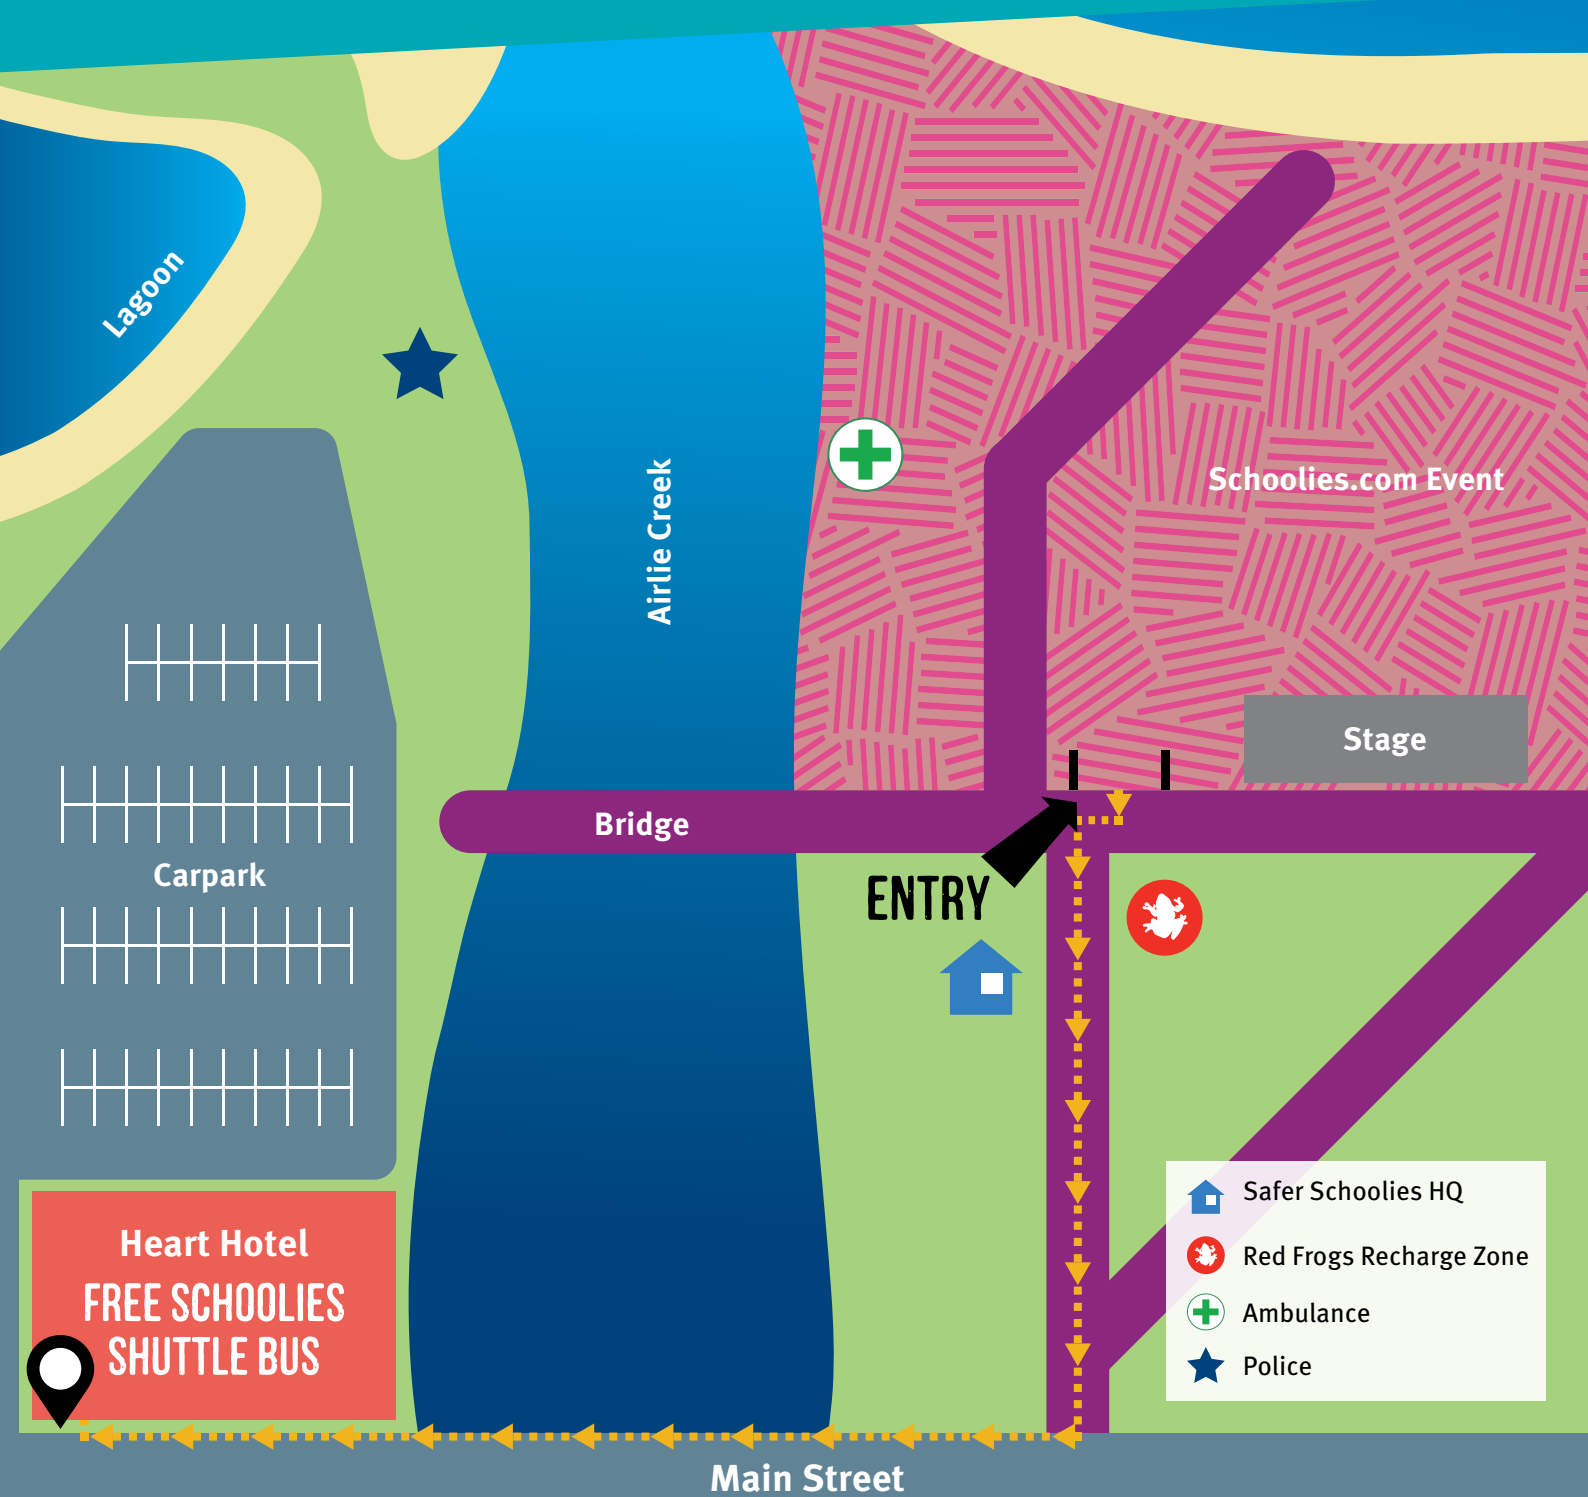 Lagoon
Airlie Creek
Schoolies.com Event
Stage
Bridge
Carpark
ENTRY
Heart Hotel
FREE SCHOOLIES
SHUTTLE BUS
Safer Schoolies HQ
Red Frogs Recharge Zone
Ambulance
Police
Main Street